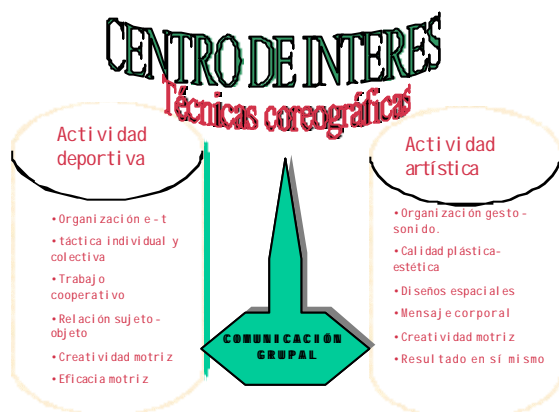 CENTRO DE INTERES
Técnicas coreográficas
Actividad
deportiva
• Organización e - t
• táctica individual y
colectiva
• Trabajo
cooperativo
• Relación sujeto -
objeto
• Creatividad motriz
• Eficacia motriz
COMUNICACIÓN
GRUPAL
Actividad
artística
• Organización gesto -
sonido.
• Calidad plástica-
estética
• Diseños espaciales
• Mensaje corporal
• Creatividad motriz
• Resultado en sí mismo